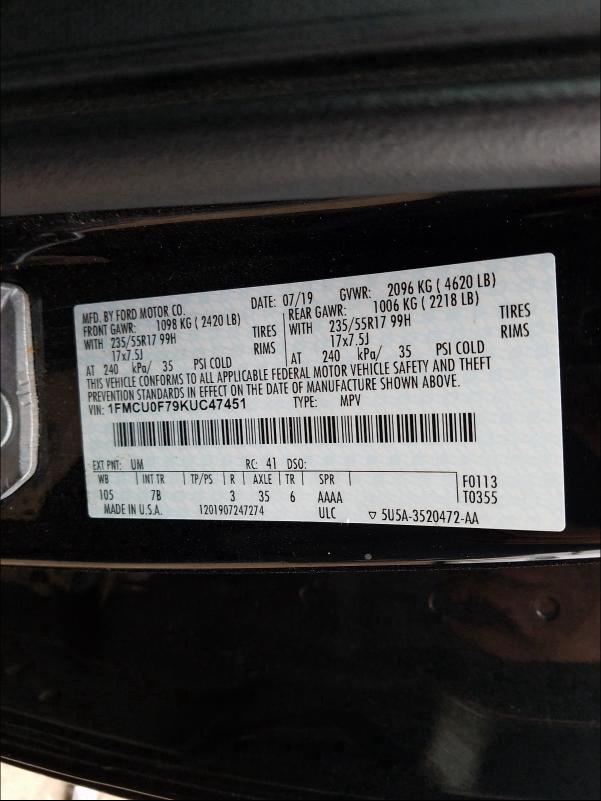 MFD. BY FORD MOTOR CO. DATE: 07/19 GVWR: 2096 KG ( 4620 LB)
FRONT GAWR: 1098 KG ( 2420 LB) REAR GAWR: 1006 KG ( 2218 LB)
WITH 235/55R17 99H TIRES WITH 235/55R17 99H TIRES
17x7.5J RIMS 17x7.5J RIMS
AT 240 kPa/ 35 PSI COLD AT 240 kPa/ 35 PSI COLD
THIS VEHICLE CONFORMS TO ALL APPLICABLE FEDERAL MOTOR VEHICLE SAFETY AND THEFT
PREVENTION STANDARDS IN EFFECT ON THE DATE OF MANUFACTURE SHOWN ABOVE.
VIN: 1FMCU0F79KUC47451 TYPE: MPV
EXT PNT: UM RC: 41 DSO:
WB INT TR TP/PS R AXLE TR SPR F0113
105 7B 3 35 6 AAAA T0355
MADE IN U.S.A. 1201907247274 ULC ▽ 5U5A-3520472-AA